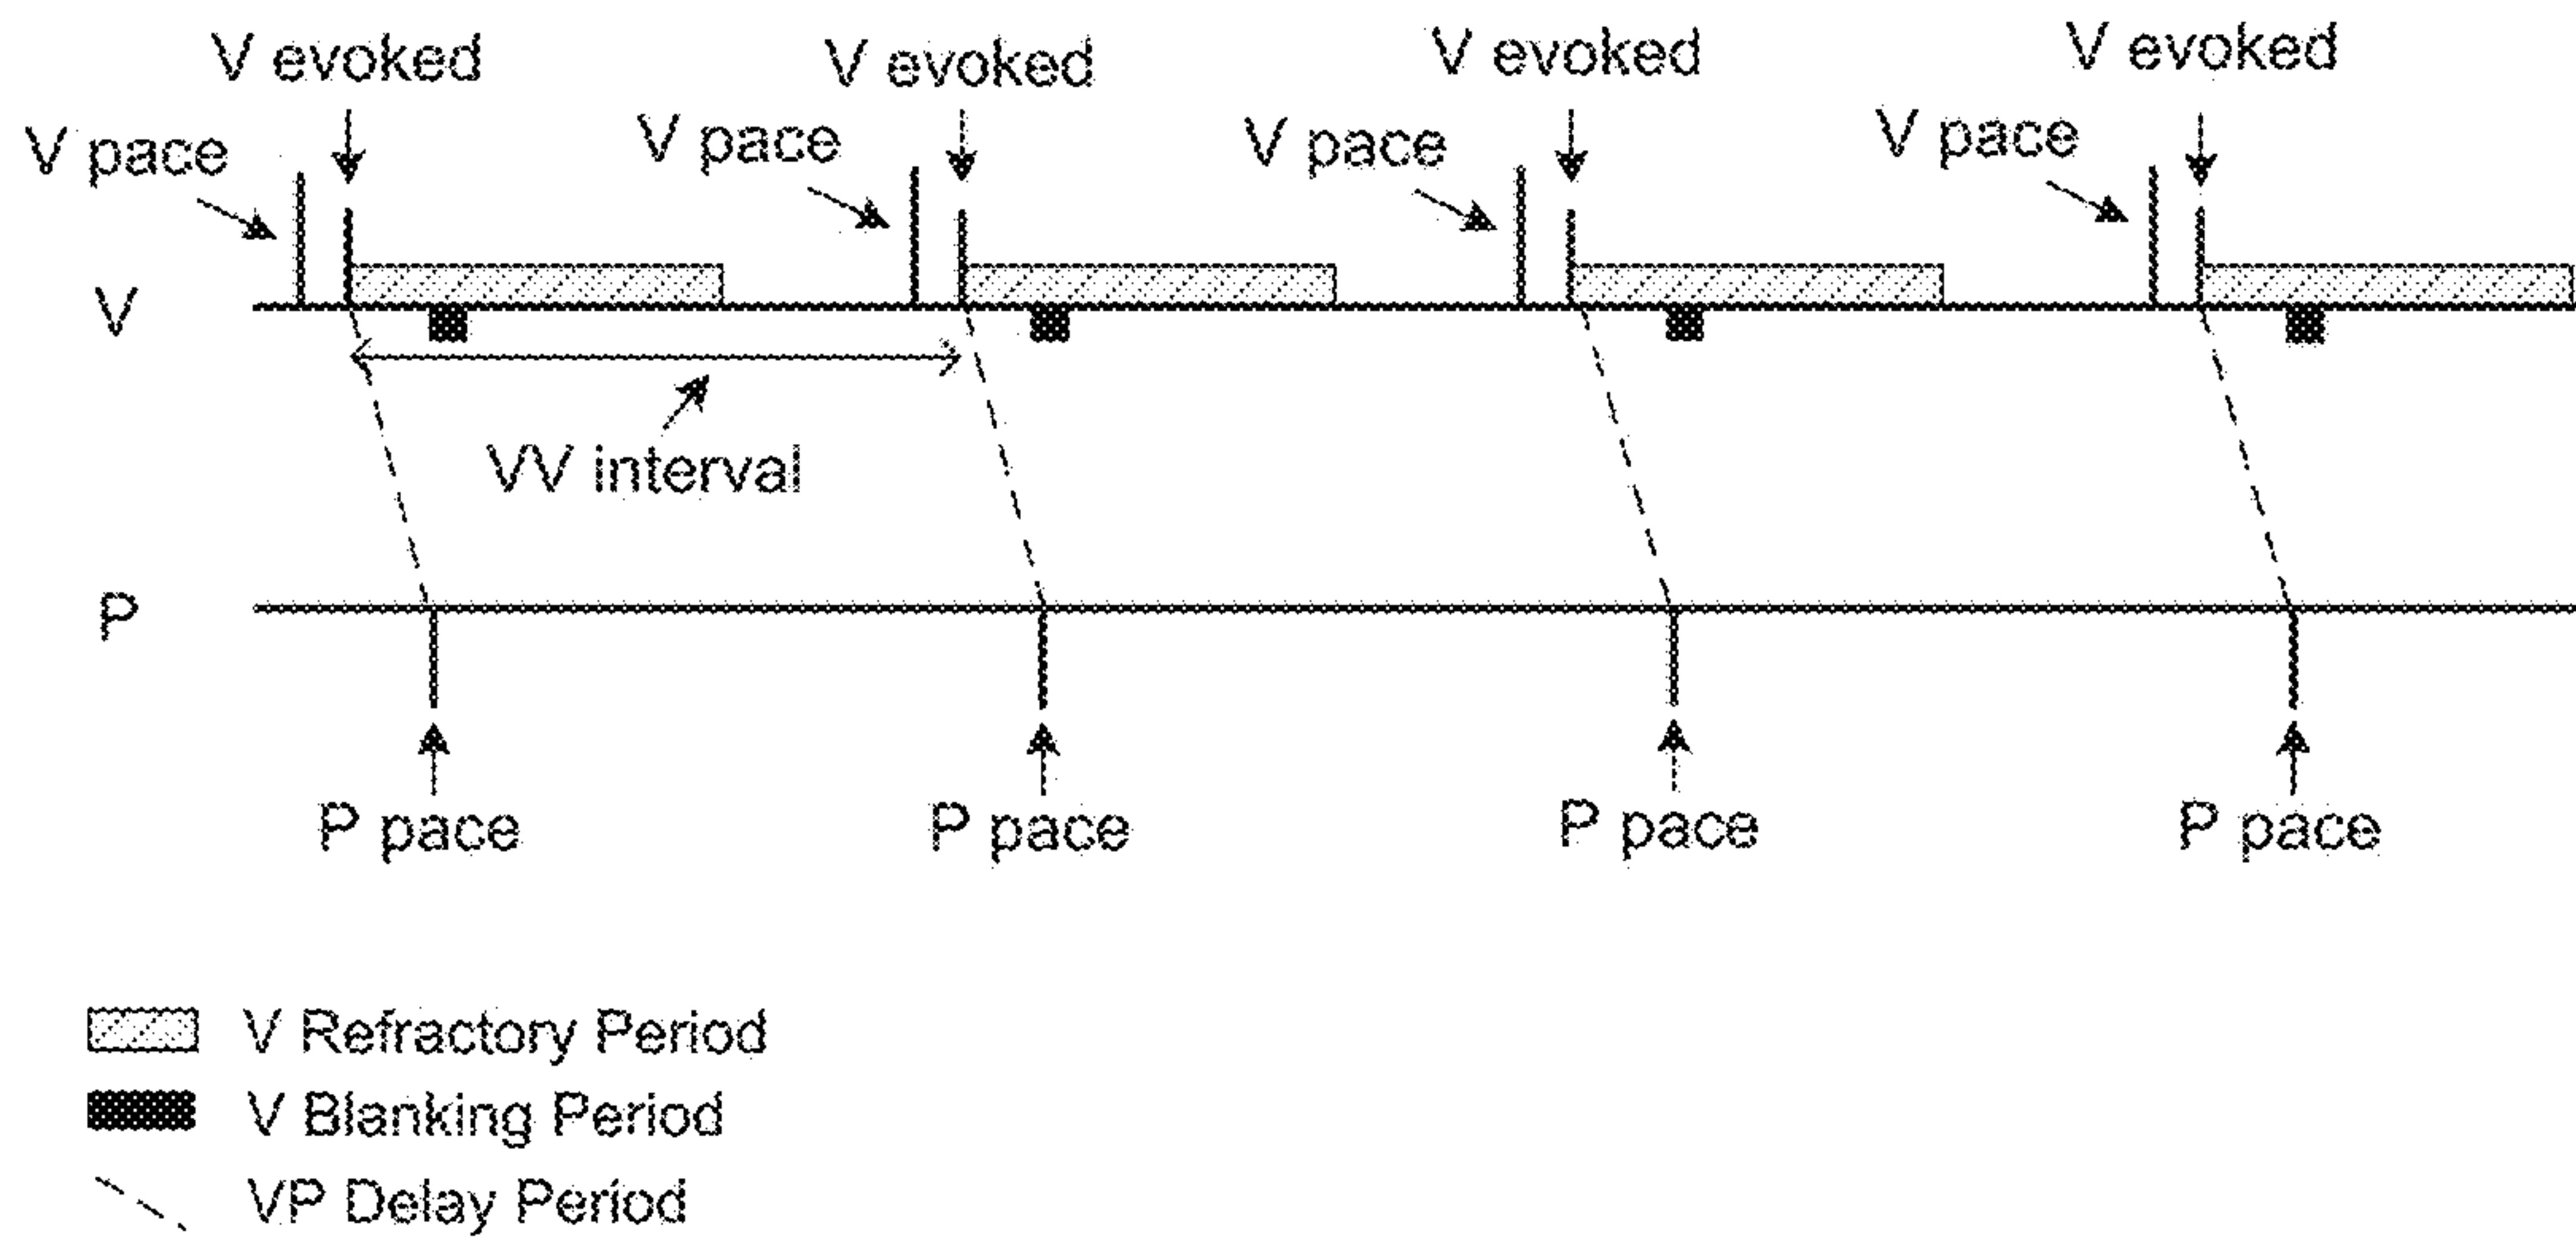 V evoked
V evoked
V evoked
V evoked
V pace
V pace
V pace
V pace
V
VV interval
P
P pace
P pace
P pace
P pace
V Refractory Period
V Blanking Period
VP Delay Period